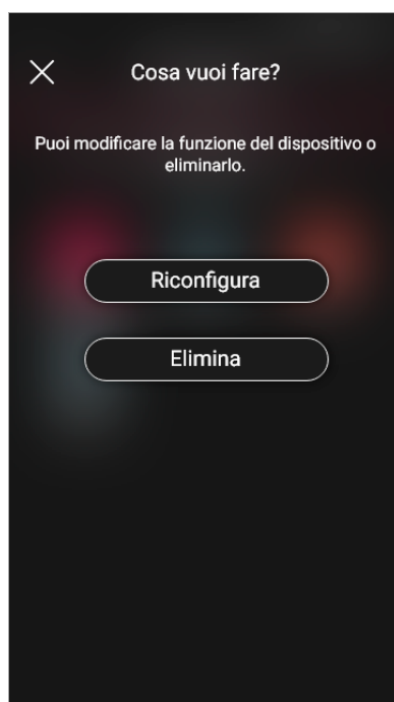 Cosa vuoi fare?
Puoi modificare la funzione del dispositivo o
eliminarlo.
Riconfigura
Elimina